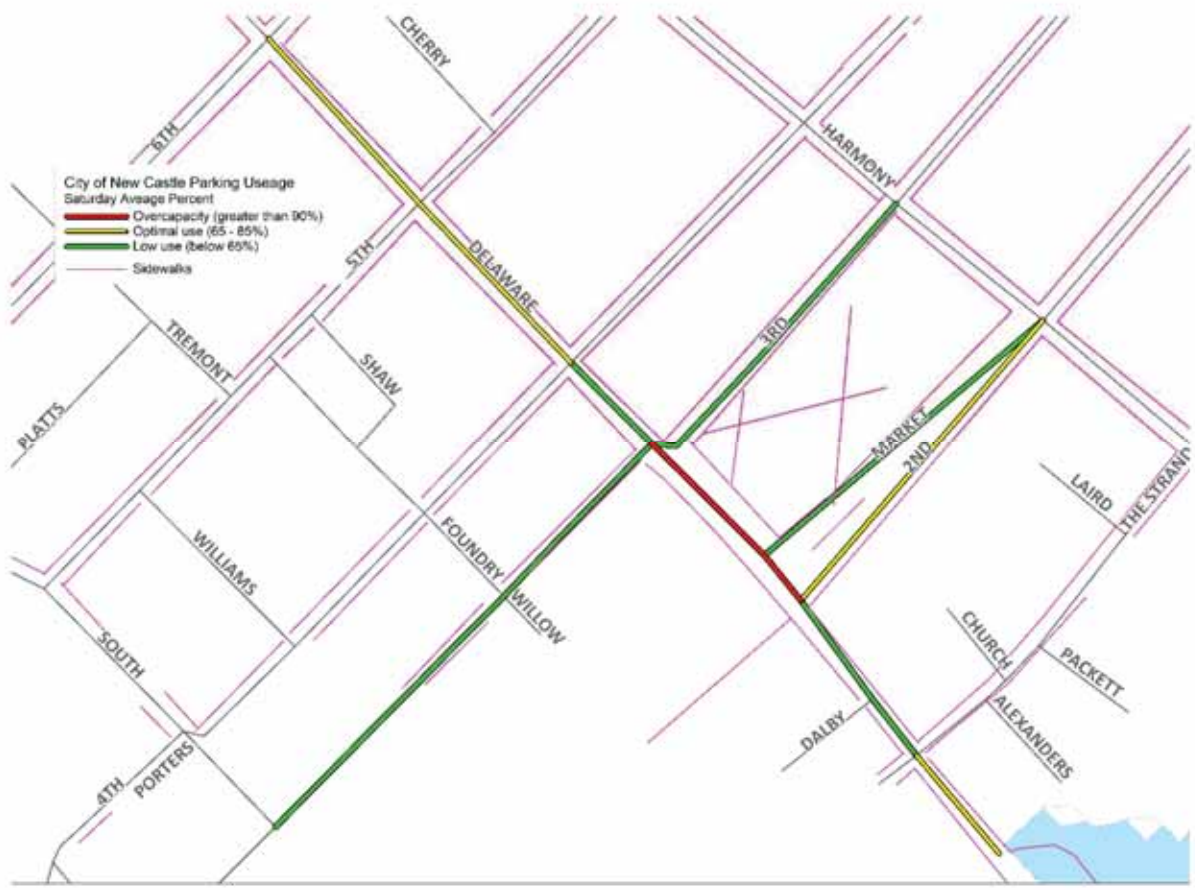 CHERRY
6TH
HARMONY
City of New Castle Parking Useage
Saturday Aveage Percent
Overcapacity (greater than 90%)
Optimal use (65 - 85%)
Low use (below 65%)
Sidewalks
5TH
DELAWARE
3RD
TREMONT
SHAW
PLATTS
MARKET
2ND
LAIRD
THE STRAND
WILLIAMS
FOUNDRY
WILLOW
SOUTH
CHURCH
PACKETT
DALBY
ALEXANDERS
4TH
PORTERS